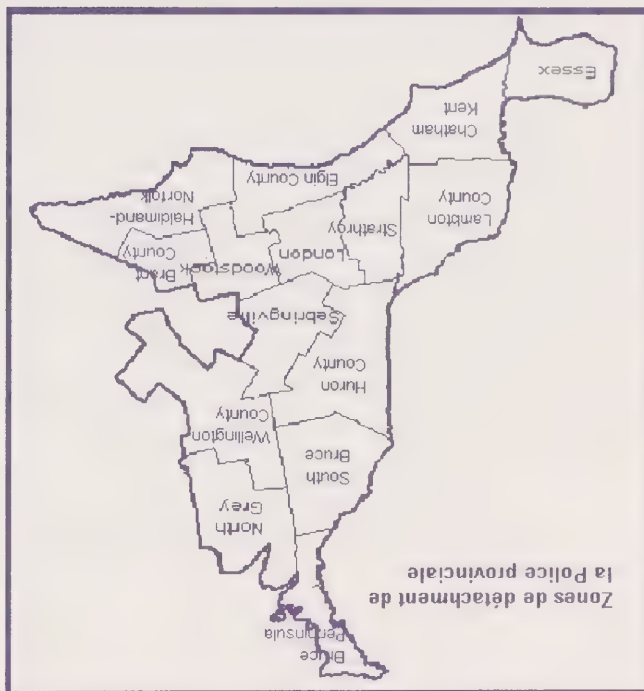 Zones de détachment de
la Police provinciale
Bruce
Peninsula
North
Grey
South
Bruce
Wellington
County
Huron
County
Sebringville
Brant
County
Woodstock
London
Strathroy
Lambton
County
Haldimand-
Norfolk
Elgin County
Chatham
Kent
Essex